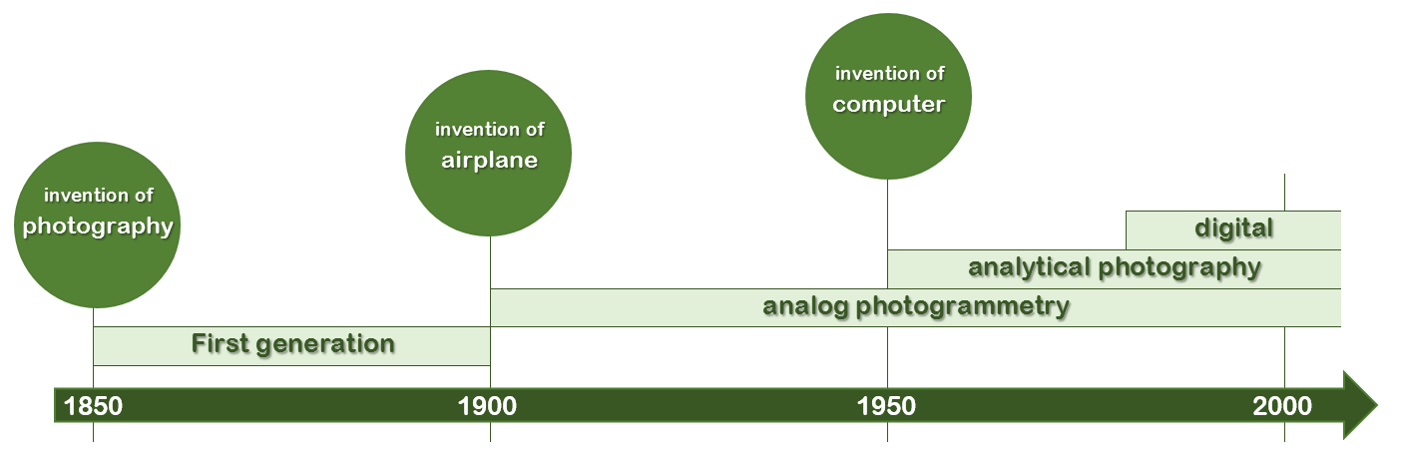 invention of
photography
invention of
airplane
invention of
computer
digital
analytical photography
analog photogrammetry
First generation
1850
1900
1950
2000